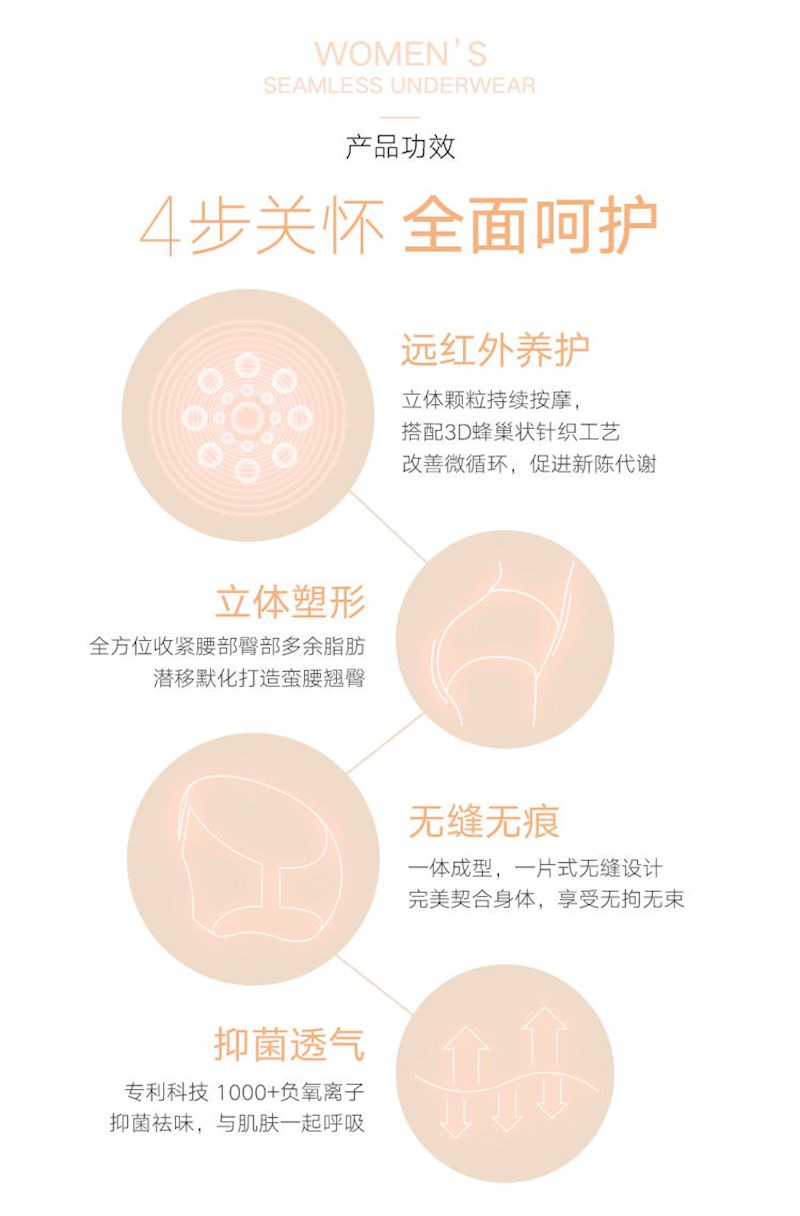 WOMEN'S
SEAMLESS UNDERWEAR
产品功效
4步关怀 全面呵护
远红外养护
立体颗粒持续按摩，
搭配3D蜂巢状针织工艺
改善微循环，促进新陈代谢
立体塑形
全方位收紧腰部臀部多余脂肪
潜移默化打造蛮腰翘臀
无缝无痕
一体成型，一片式无缝设计
完美契合身体，享受无拘无束
抑菌透气
专利科技 1000+负氧离子
抑菌祛味，与肌肤一起呼吸